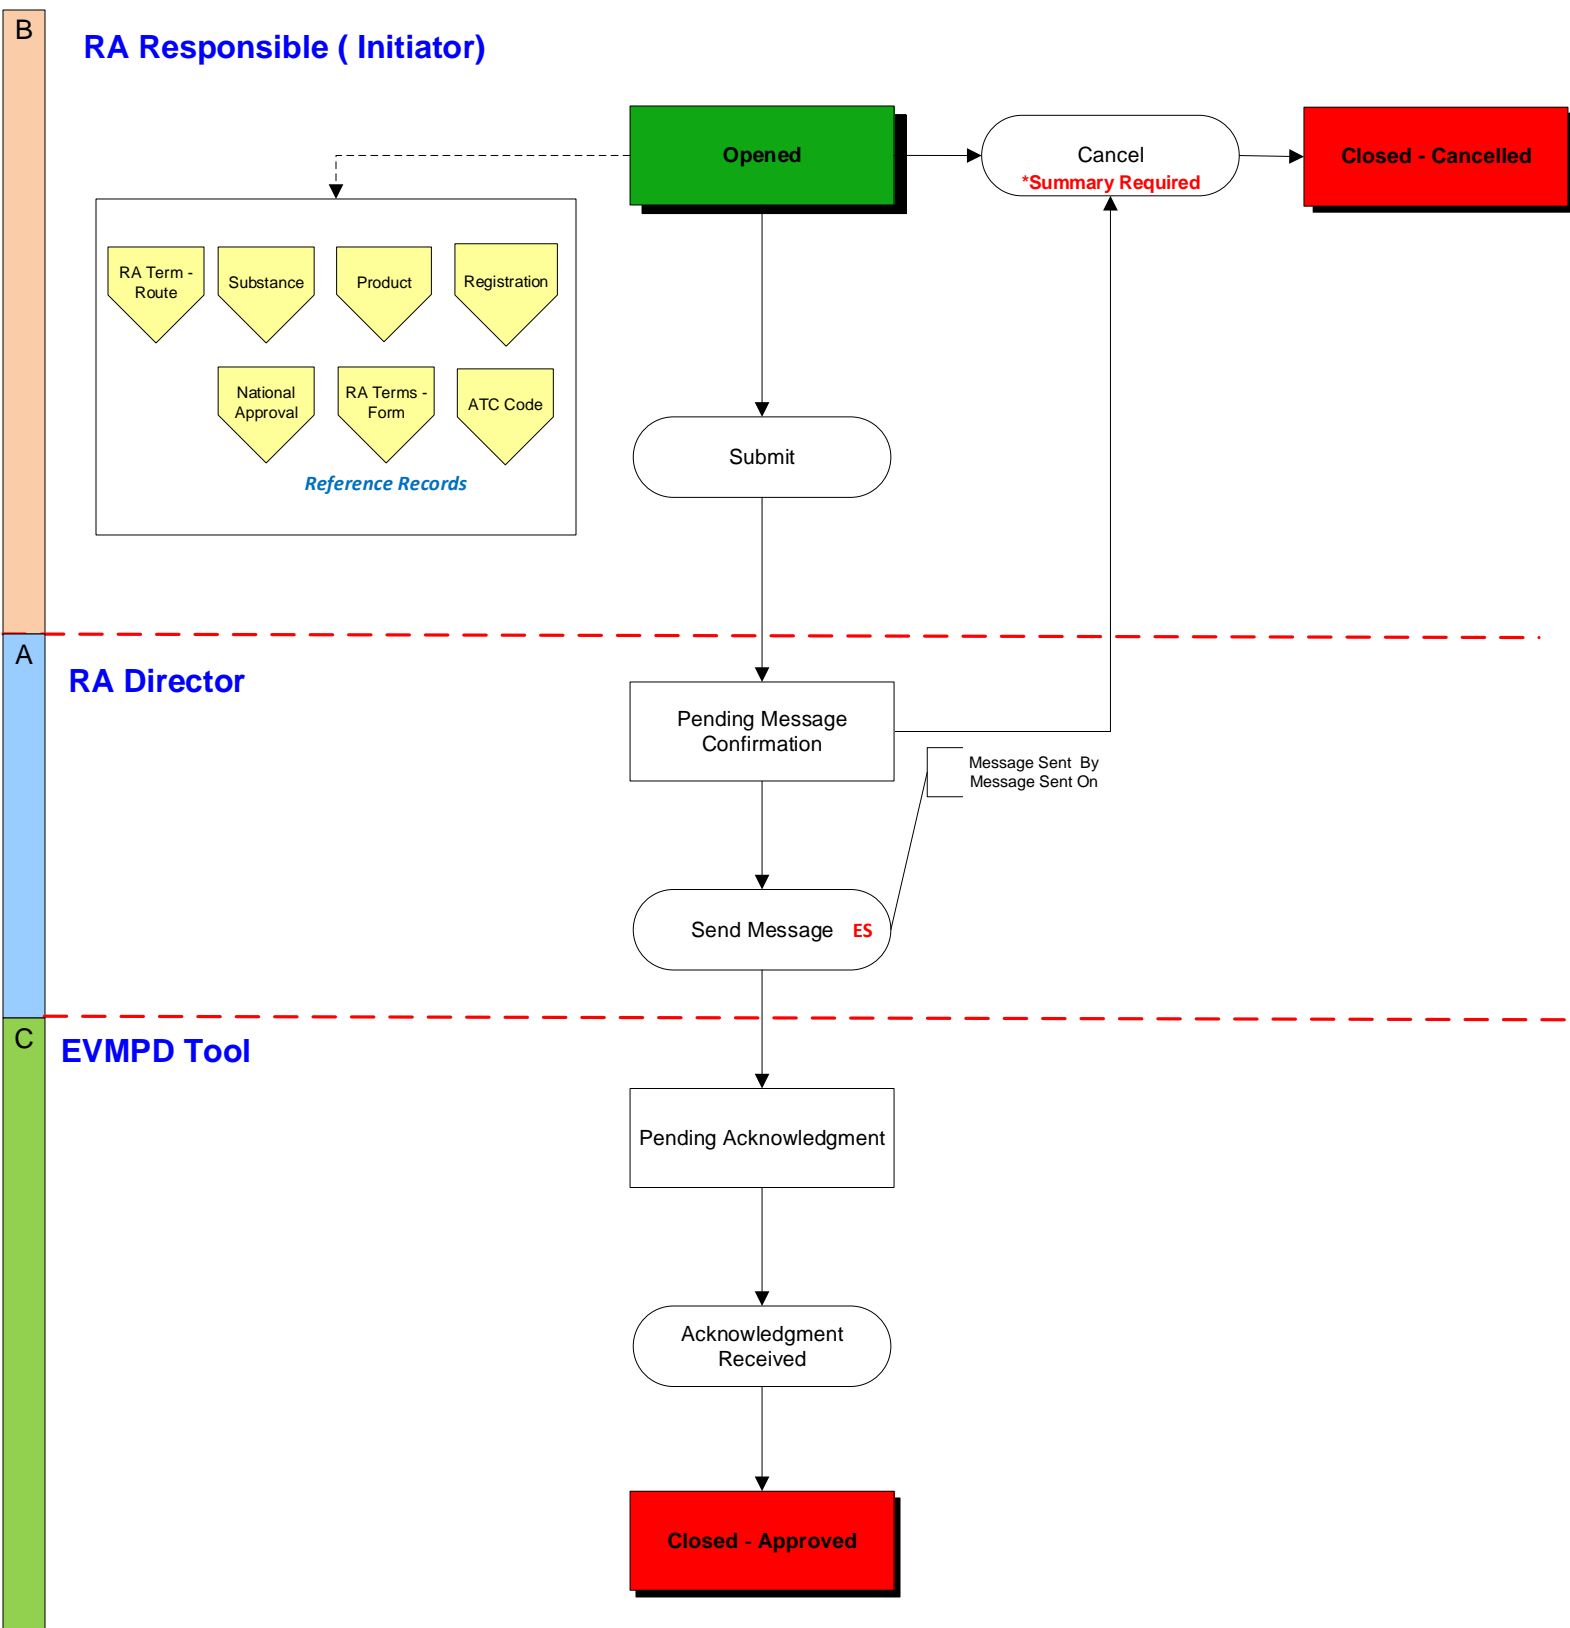 B
RA Responsible ( Initiator)
Opened
Cancel
*Summary Required
Closed - Cancelled
RA Term -
Route
Substance
Product
Registration
National
Approval
RA Terms -
Form
ATC Code
Reference Records
Submit
A
RA Director
Pending Message
Confirmation
Message Sent  By
Message Sent On
Send Message
ES
C
EVMPD Tool
Pending Acknowledgment
Acknowledgment
Received
Closed - Approved